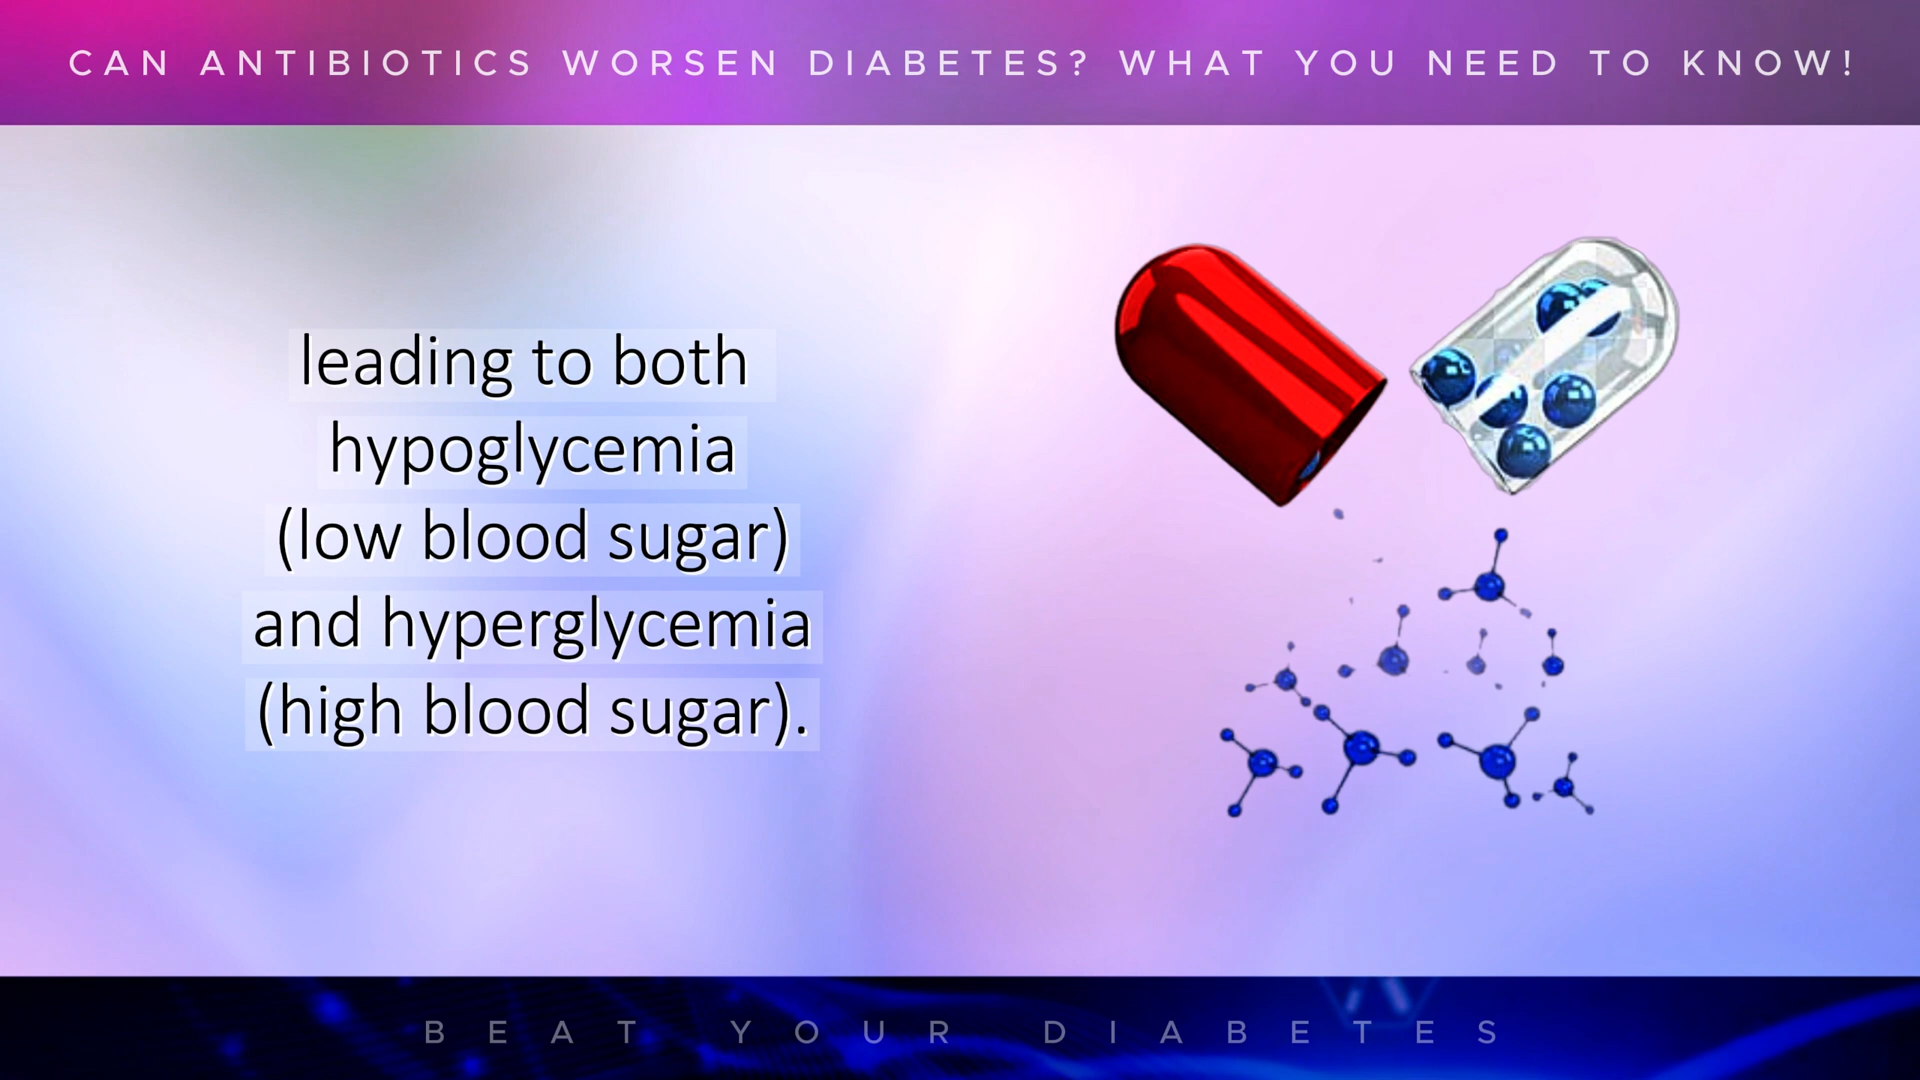 CAN ANTIBIOTICS WORSEN DIABETES? WHAT YOU NEED TO KNOW!
leading to both
hypoglycemia
(low blood sugar)
and hyperglycemia
(high blood sugar).
BEAT YOUR DIABETES